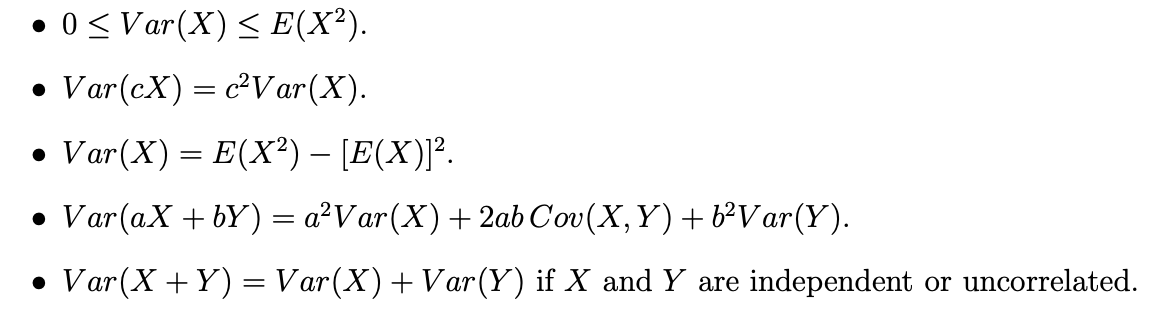 • 0 ≤ Var(X) ≤ E(X²).
• Var(cX) = c²Var(X).
• Var(X) = E(X²) − [E(X)]².
• Var(aX + bY) = a²Var(X) + 2ab Cov(X, Y) + b²Var(Y).
• Var(X + Y) = Var(X) + Var(Y) if X and Y are independent or uncorrelated.